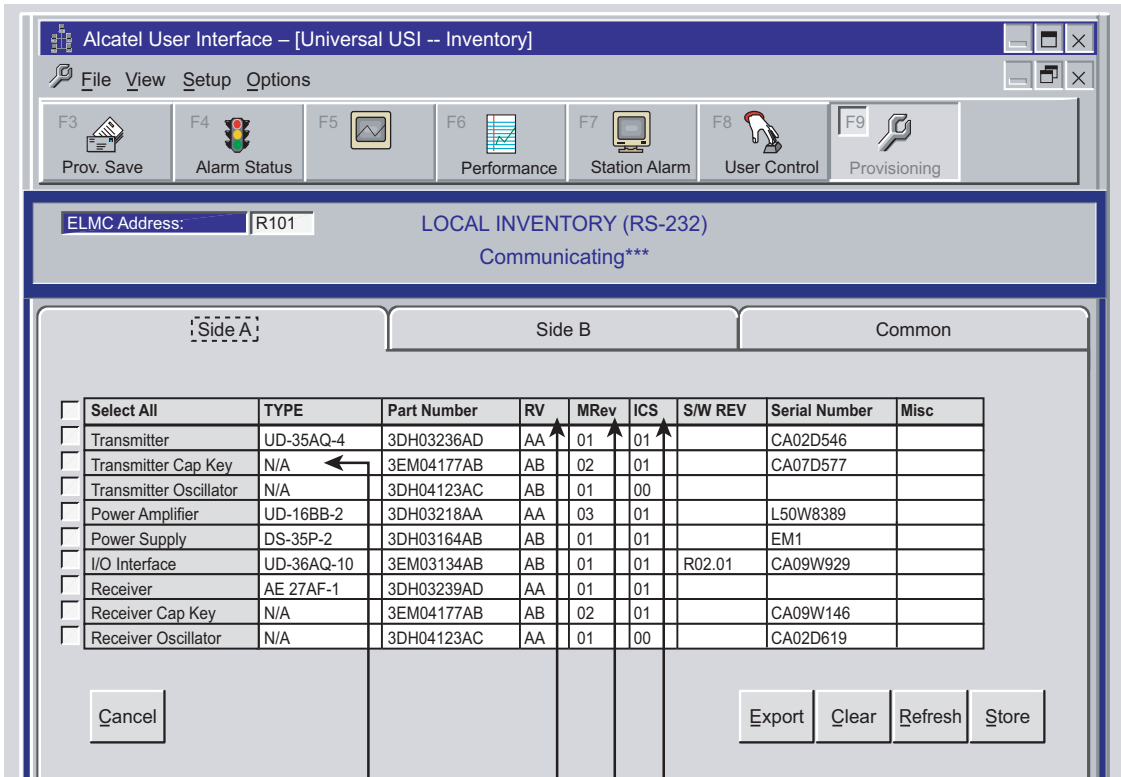 Alcatel User Interface – [Universal USI -- Inventory]
File View Setup Options
F3 F4 F5 F6 F7 F8 F9
Prov. Save Alarm Status Performance Station Alarm User Control Provisioning
ELMC Address: R101 LOCAL INVENTORY (RS-232)
Communicating***
Side A Side B Common
Select All TYPE Part Number RV MRev ICS S/W REV Serial Number Misc
Transmitter UD-35AQ-4 3DH03236AD AA 01 01 CA02D546
Transmitter Cap Key N/A 3EM04177AB AB 02 01 CA07D577
Transmitter Oscillator N/A 3DH04123AC AB 01 00
Power Amplifier UD-16BB-2 3DH03218AA AA 03 01 L50W8389
Power Supply DS-35P-2 3DH03164AB AB 01 01 EM1
I/O Interface UD-36AQ-10 3EM03134AB AB 01 01 R02.01 CA09W929
Receiver AE 27AF-1 3DH03239AD AA 01 01
Receiver Cap Key N/A 3EM04177AB AB 02 01 CA09W146
Receiver Oscillator N/A 3DH04123AC AA 01 00 CA02D619
Cancel Export Clear Refresh Store